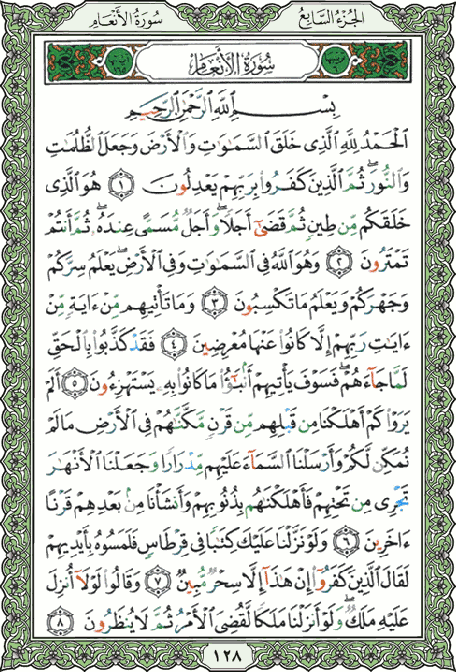 سُورَةُ الأَنْعَامِ الجُزْءُ السَّابِعُ
سُورَةُ الأَنْعَامِ
بِسْمِ ٱللَّهِ ٱلرَّحْمَٰنِ ٱلرَّحِيمِ
ٱلْحَمْدُ لِلَّهِ ٱلَّذِى خَلَقَ ٱلسَّمَٰوَٰتِ وَٱلْأَرْضَ وَجَعَلَ ٱلظُّلُمَٰتِ
وَٱلنُّورَ ۖ ثُمَّ ٱلَّذِينَ كَفَرُوا۟ بِرَبِّهِمْ يَعْدِلُونَ ١ هُوَ ٱلَّذِى
خَلَقَكُم مِّن طِينٍ ثُمَّ قَضَىٰٓ أَجَلًا ۖ وَأَجَلٌ مُّسَمًّى عِندَهُۥ ۖ ثُمَّ أَنتُمْ
تَمْتَرُونَ ٢ وَهُوَ ٱللَّهُ فِى ٱلسَّمَٰوَٰتِ وَفِى ٱلْأَرْضِ ۖ يَعْلَمُ سِرَّكُمْ
وَجَهْرَكُمْ وَيَعْلَمُ مَا تَكْسِبُونَ ٣ وَمَا تَأْتِيهِم مِّنْ ءَايَةٍ مِّنْ
ءَايَٰتِ رَبِّهِمْ إِلَّا كَانُوا۟ عَنْهَا مُعْرِضِينَ ٤ فَقَدْ كَذَّبُوا۟ بِٱلْحَقِّ
لَمَّا جَآءَهُمْ ۖ فَسَوْفَ يَأْتِيهِمْ أَنۢبَٰٓؤُا۟ مَا كَانُوا۟ بِهِۦ يَسْتَهْزِءُونَ ٥ أَلَمْ
يَرَوْا۟ كَمْ أَهْلَكْنَا مِن قَبْلِهِم مِّن قَرْنٍ مَّكَّنَّٰهُمْ فِى ٱلْأَرْضِ مَا لَمْ
نُمَكِّن لَّكُمْ وَأَرْسَلْنَا ٱلسَّمَآءَ عَلَيْهِم مِّدْرَارًا وَجَعَلْنَا ٱلْأَنْهَٰرَ
تَجْرِى مِن تَحْتِهِمْ فَأَهْلَكْنَٰهُم بِذُنُوبِهِمْ وَأَنشَأْنَا مِنۢ بَعْدِهِمْ قَرْنًا
ءَاخَرِينَ ٦ وَلَوْ نَزَّلْنَا عَلَيْكَ كِتَٰبًا فِى قِرْطَاسٍ فَلَمَسُوهُ بِأَيْدِيهِمْ
لَقَالَ ٱلَّذِينَ كَفَرُوٓا۟ إِنْ هَٰذَآ إِلَّا سِحْرٌ مُّبِينٌ ٧ وَقَالُوا۟ لَوْلَآ أُنزِلَ
عَلَيْهِ مَلَكٌ ۖ وَلَوْ أَنزَلْنَا مَلَكًا لَّقُضِىَ ٱلْأَمْرُ ثُمَّ لَا يُنظَرُونَ ٨
١٢٨